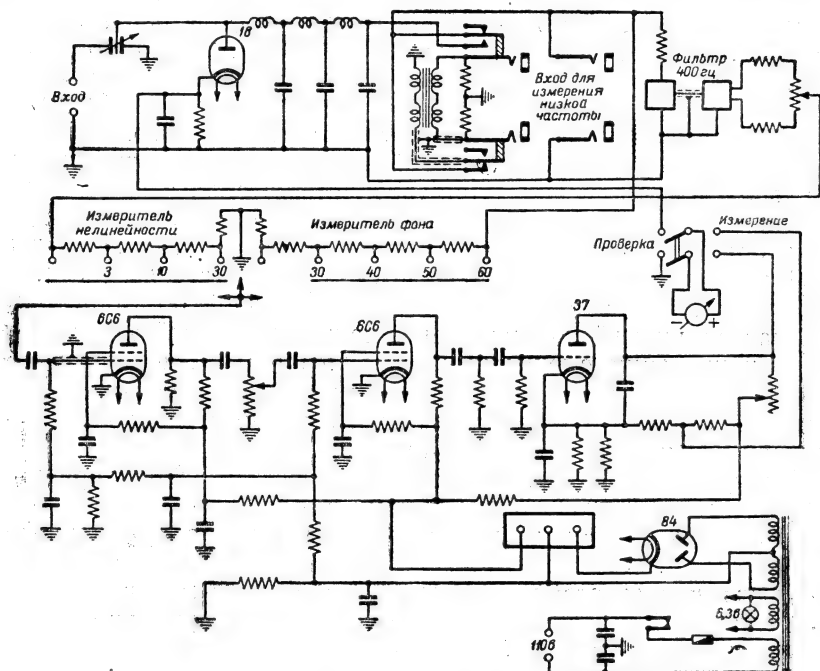 1в
Вход
Вход для
измерения
низкой
частоты
Фильтр
400 гц
Измеритель
нелинейности
3
10
30
Измеритель фона
30
40
50
60
Проверка
Измерение
- +
6С6
6С6
37
84
6,3в
110в